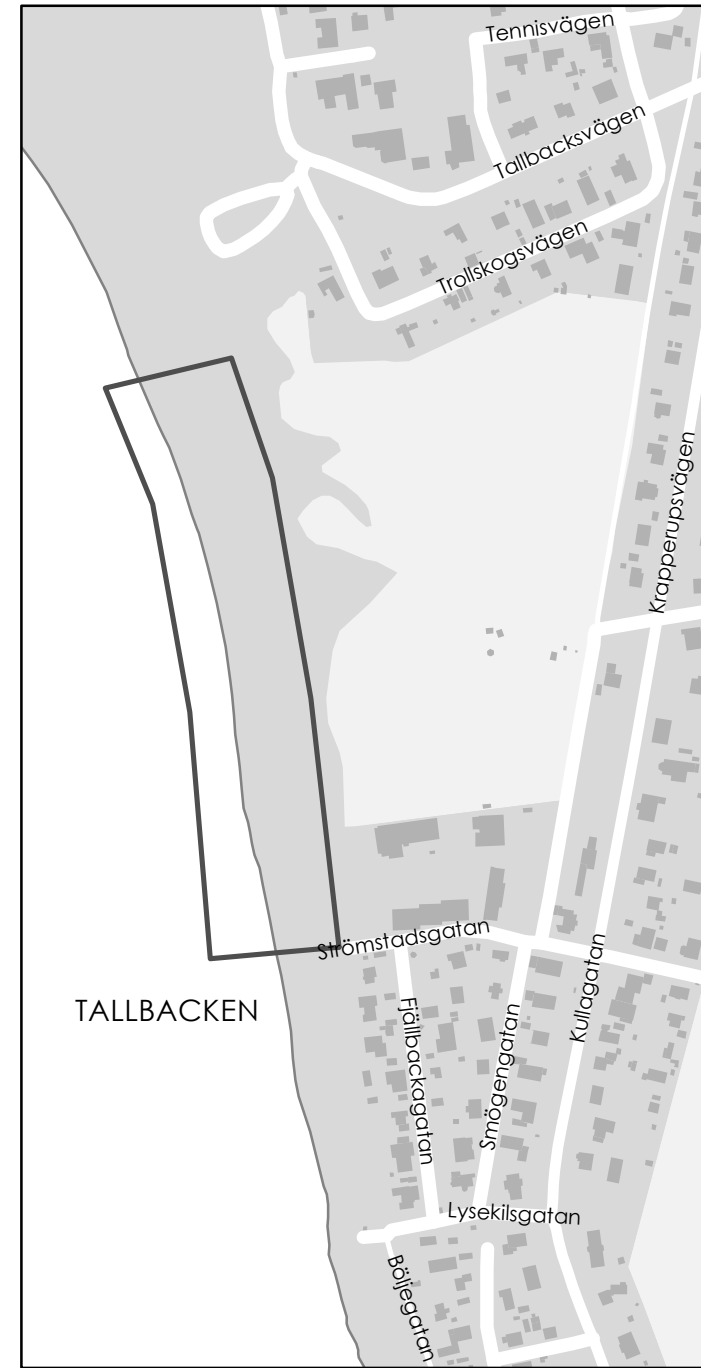 Tennisvägen
Tallbacksvägen
Trollskogsvägen
Krapperupsvägen
Strömstadsgatan
TALLBACKEN
Fjällbackagatan
Smögengatan
Kullagatan
Lysekilsgatan
Böljegatan